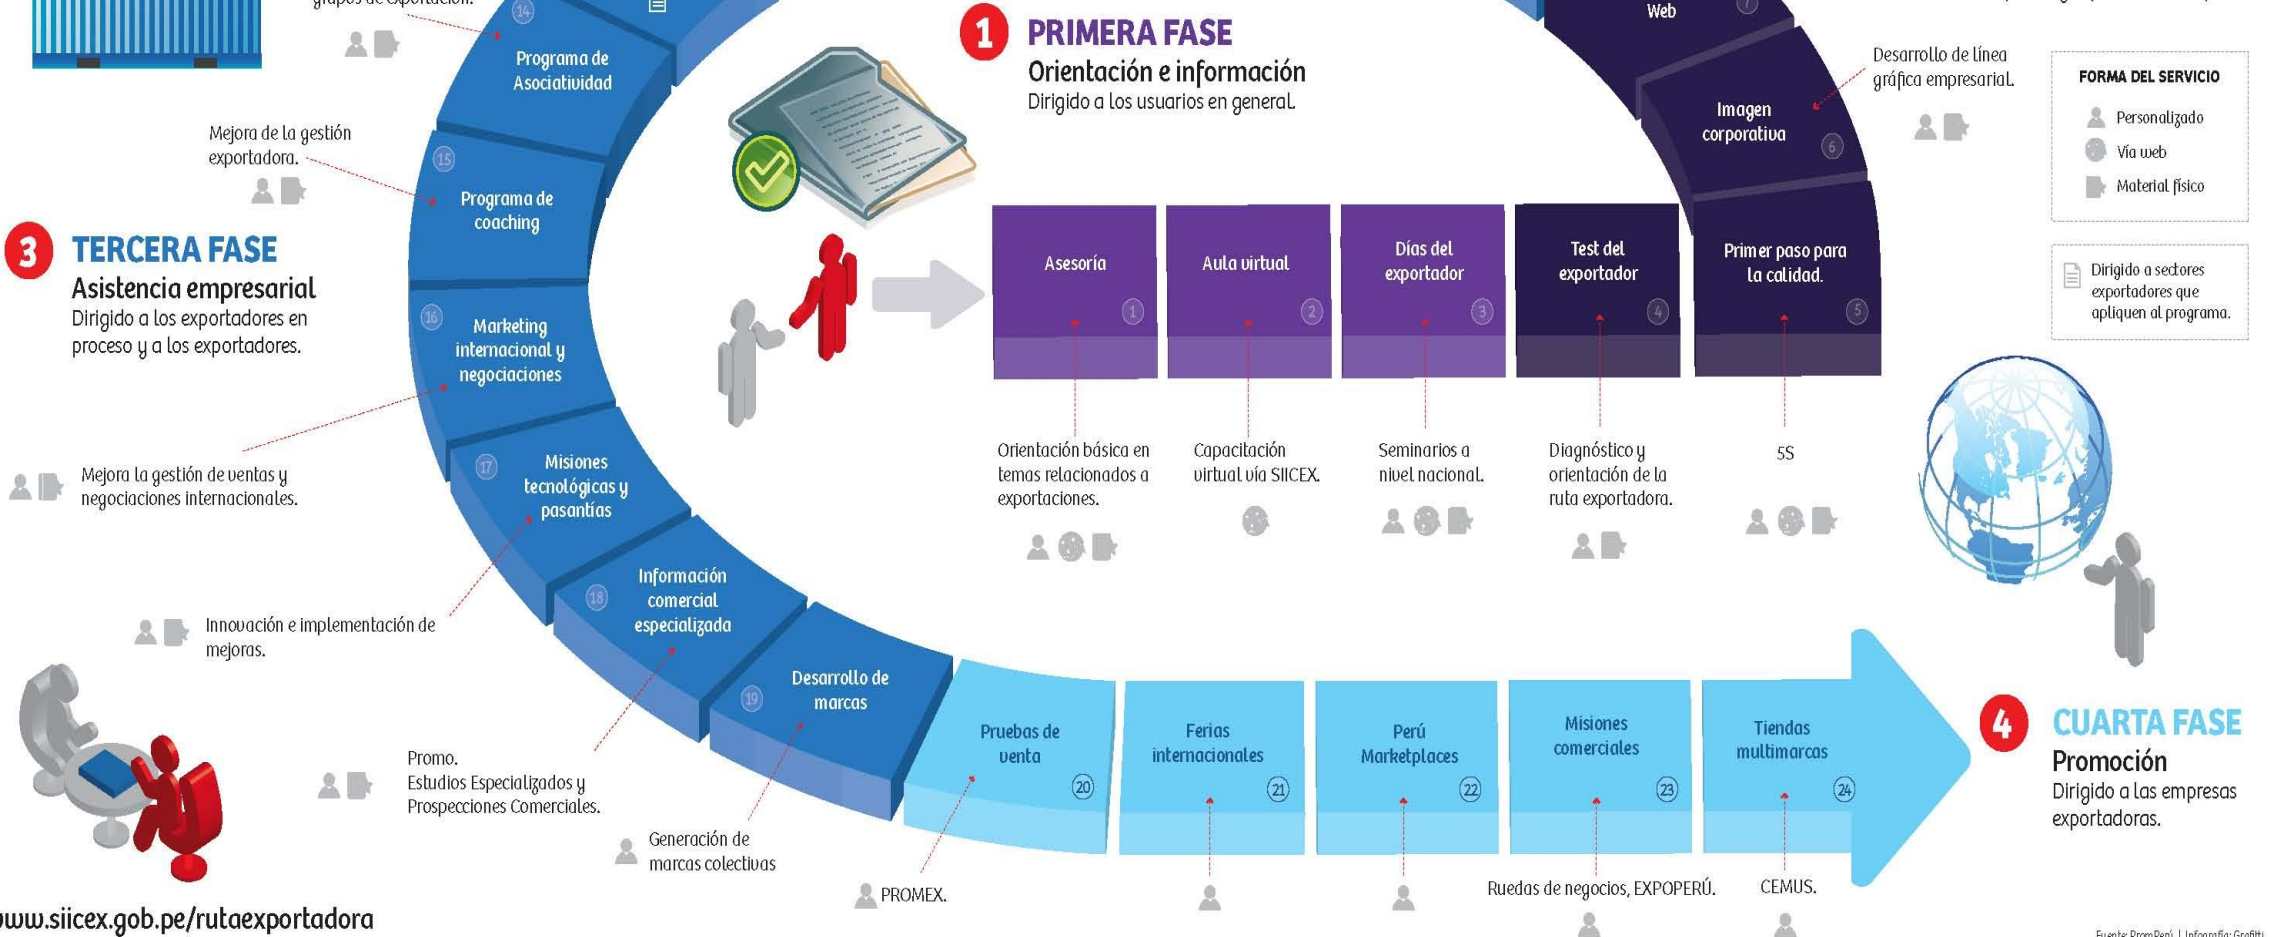 14
Programa de
Asociatividad
Mejora de la gestión
exportadora.
15
Programa de
coaching
3
TERCERA FASE
Asistencia empresarial
Dirigido a los exportadores en
proceso y a los exportadores.
16
Marketing
internacional y
negociaciones
Mejora la gestión de ventas y
negociaciones internacionales.
17
Misiones
tecnológicas y
pasantías
Innovación e implementación de
mejoras.
18
Información
comercial
especializada
Promo.
Estudios Especializados y
Prospecciones Comerciales.
19
Desarrollo de
marcas
Generación de
marcas colectivas
1
PRIMERA FASE
Orientación e información
Dirigido a los usuarios en general.
Asesoría
1
Orientación básica en
temas relacionados a
exportaciones.
Aula virtual
2
Capacitación
virtual vía SIICEX.
Días del
exportador
3
Seminarios a
nivel nacional.
Test del
exportador
4
Diagnóstico y
orientación de la
ruta exportadora.
Primer paso para
la calidad.
5
5S
Imagen
corporativa
6
Desarrollo de línea
gráfica empresarial.
Web
7
FORMA DEL SERVICIO
Personalizado
Vía web
Material físico
Dirigido a sectores
exportadores que
apliquen al programa.
Pruebas de
venta
20
PROMEX.
Ferias
internacionales
21
Perú
Marketplaces
22
Misiones
comerciales
23
Ruedas de negocios, EXPOPERÚ.
Tiendas
multimarcas
24
CEMUS.
4
CUARTA FASE
Promoción
Dirigido a las empresas
exportadoras.
www.siicex.gob.pe/rutaexportadora